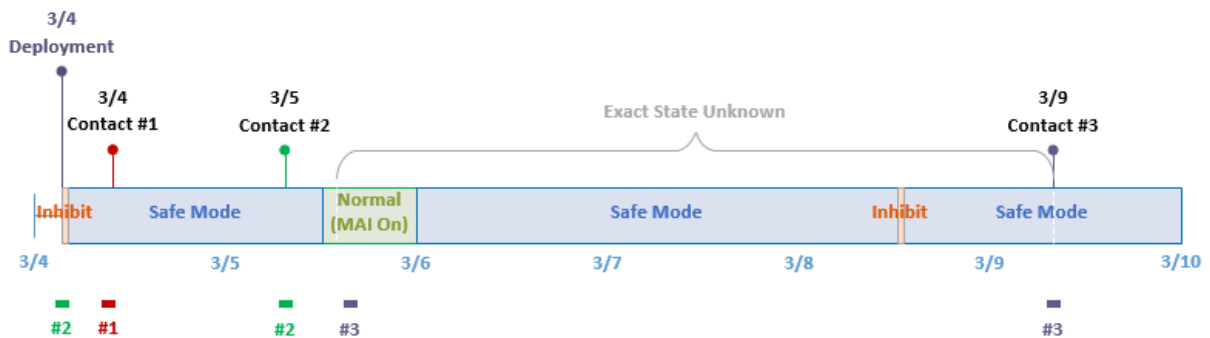 3/4
Deployment
3/4
Contact #1
3/5
Contact #2
Exact State Unknown
3/9
Contact #3
Inhibit
Safe Mode
Normal
(MAI On)
Safe Mode
Inhibit
Safe Mode
3/4
3/5
3/6
3/7
3/8
3/9
3/10
#2
#1
#2
#3
#3